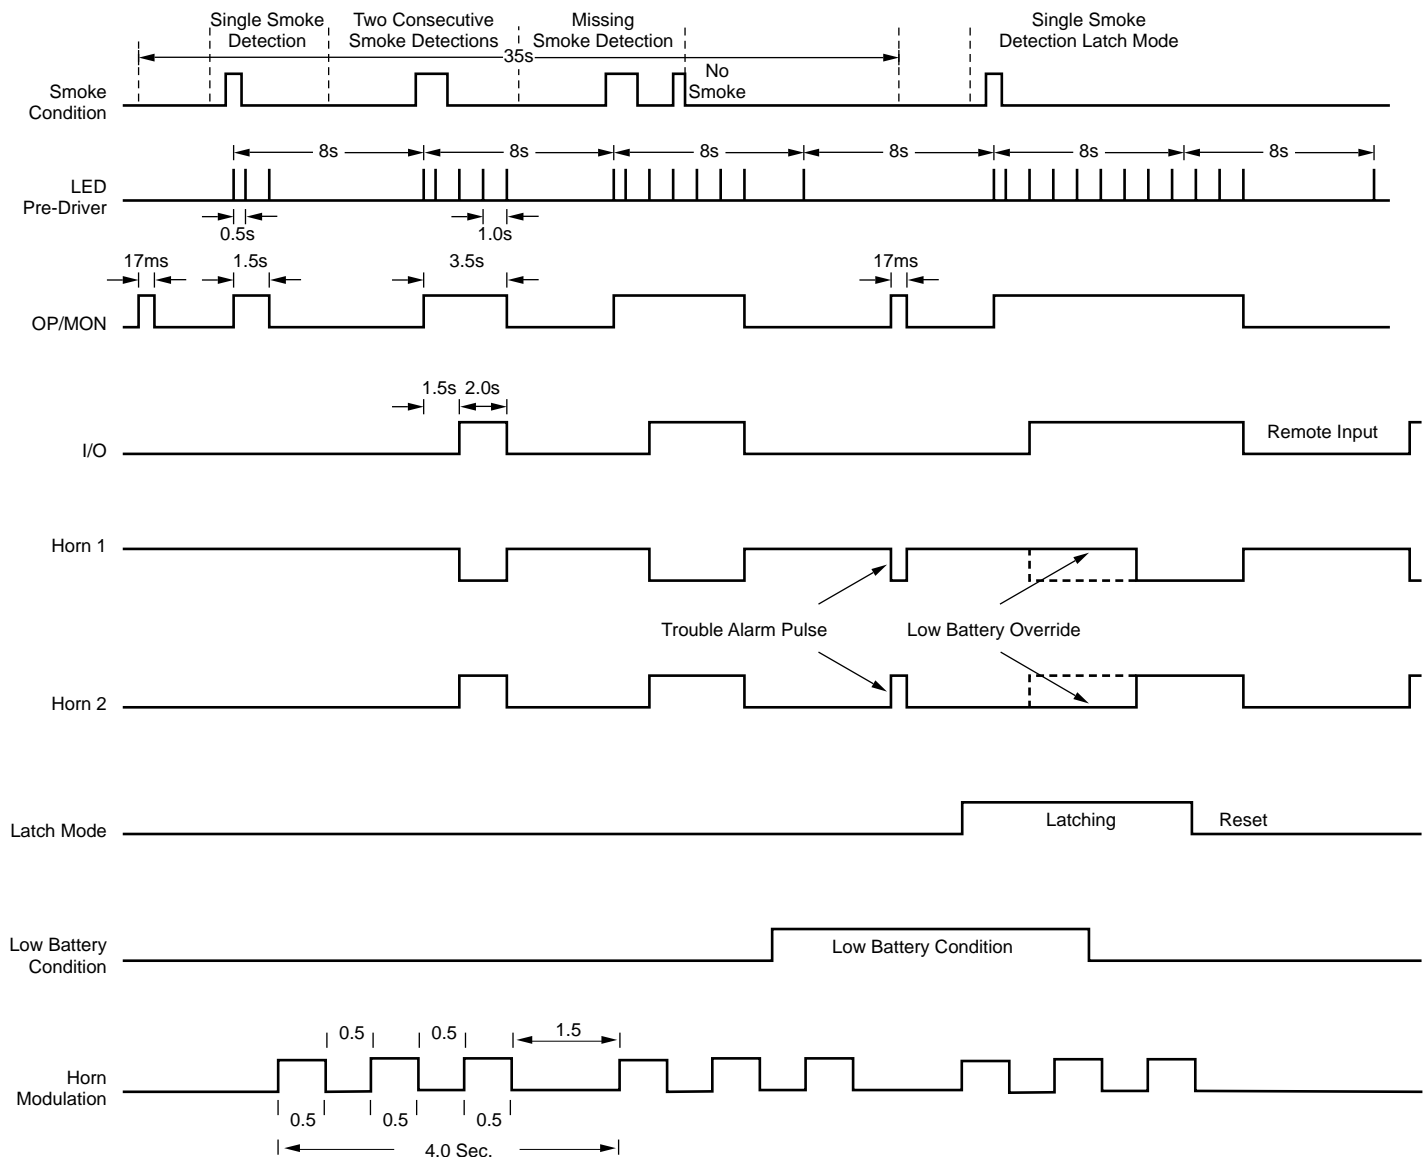 Single Smoke
Detection
Two Consecutive
Smoke Detections
Missing
Smoke Detection
Single Smoke
Detection Latch Mode
35s
No
Smoke
Smoke
Condition
8s
8s
8s
8s
8s
8s
LED
Pre-Driver
0.5s
1.0s
17ms
1.5s
3.5s
17ms
OP/MON
1.5s
2.0s
I/O
Remote Input
Horn 1
Trouble Alarm Pulse
Low Battery Override
Horn 2
Latch Mode
Latching
Reset
Low Battery
Condition
Low Battery Condition
0.5
0.5
1.5
Horn
Modulation
0.5
0.5
0.5
4.0 Sec.